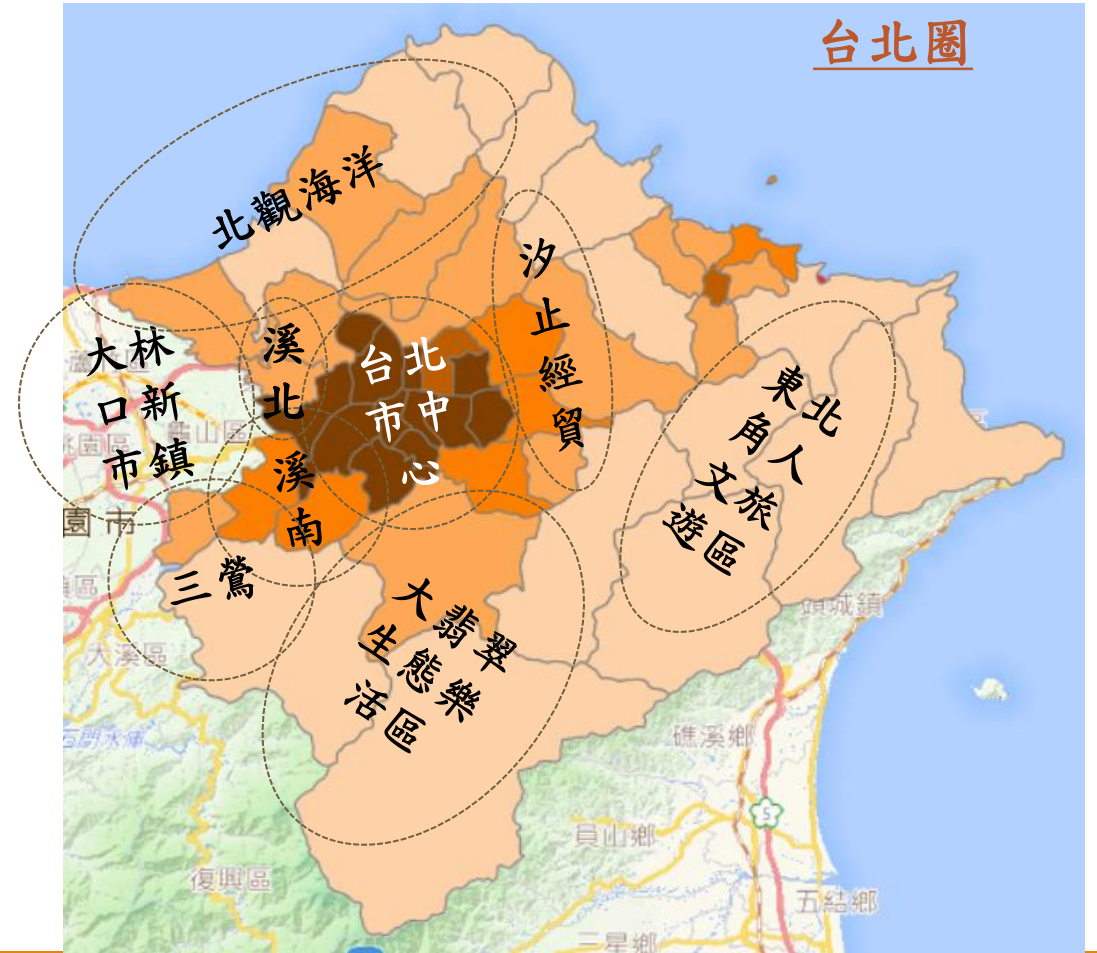 台北圈
北觀海洋
汐止經貿
大林
口新
市鎮
溪北
台北
市中
心
東北
角人
文旅
遊區
溪南
三鶯
大翡翠
生態樂
活區
龜山區
園市
大溪區
石門水庫
復興區
頭城鎮
礁溪鄉
5
員山鄉
五結鄉
三星鄉